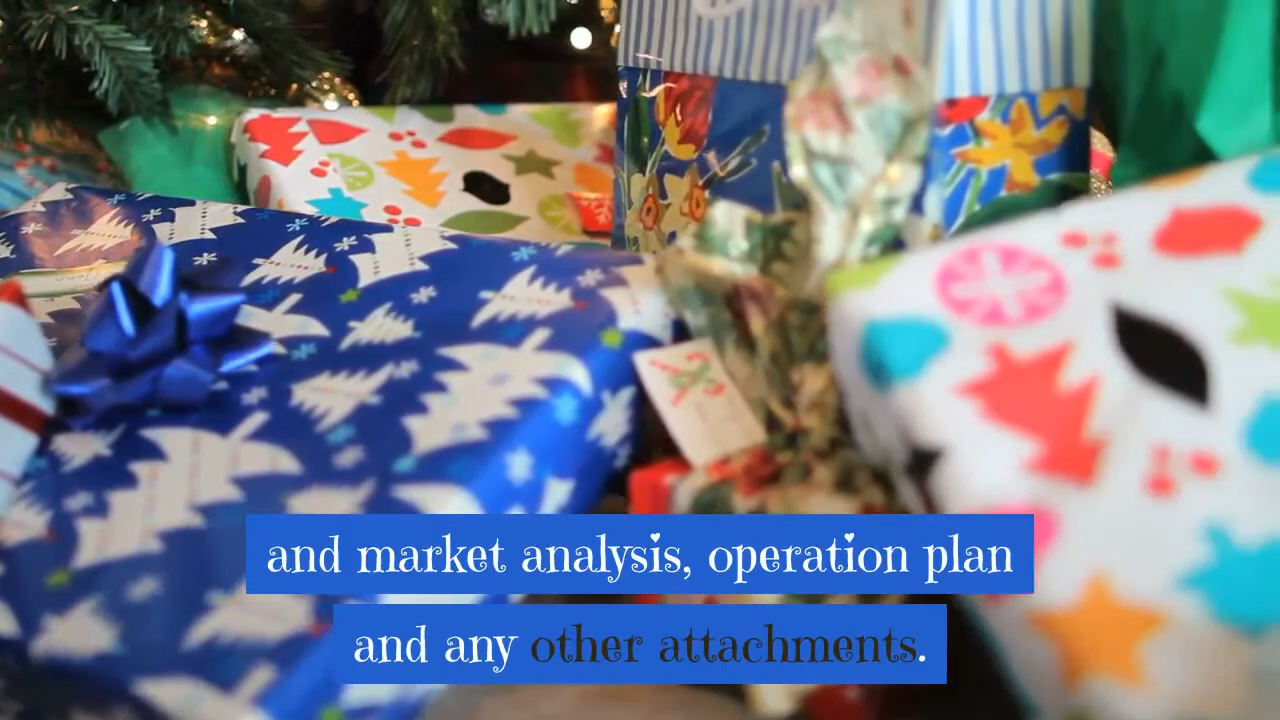 and market analysis, operation plan
and any other attachments.